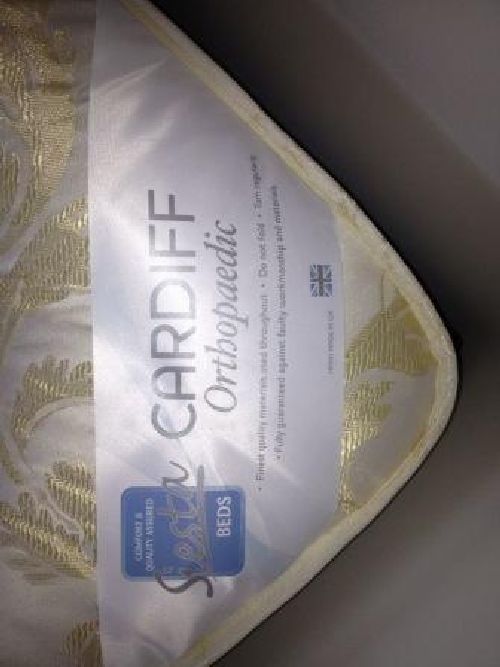 COMFORT &
QUALITY ASSURED
Siesta
BEDS
CARDIFF
Orthopaedic
• Finest quality materials used throughout • Do not fold • Turn regularly
• Fully guaranteed against faulty workmanship and materials